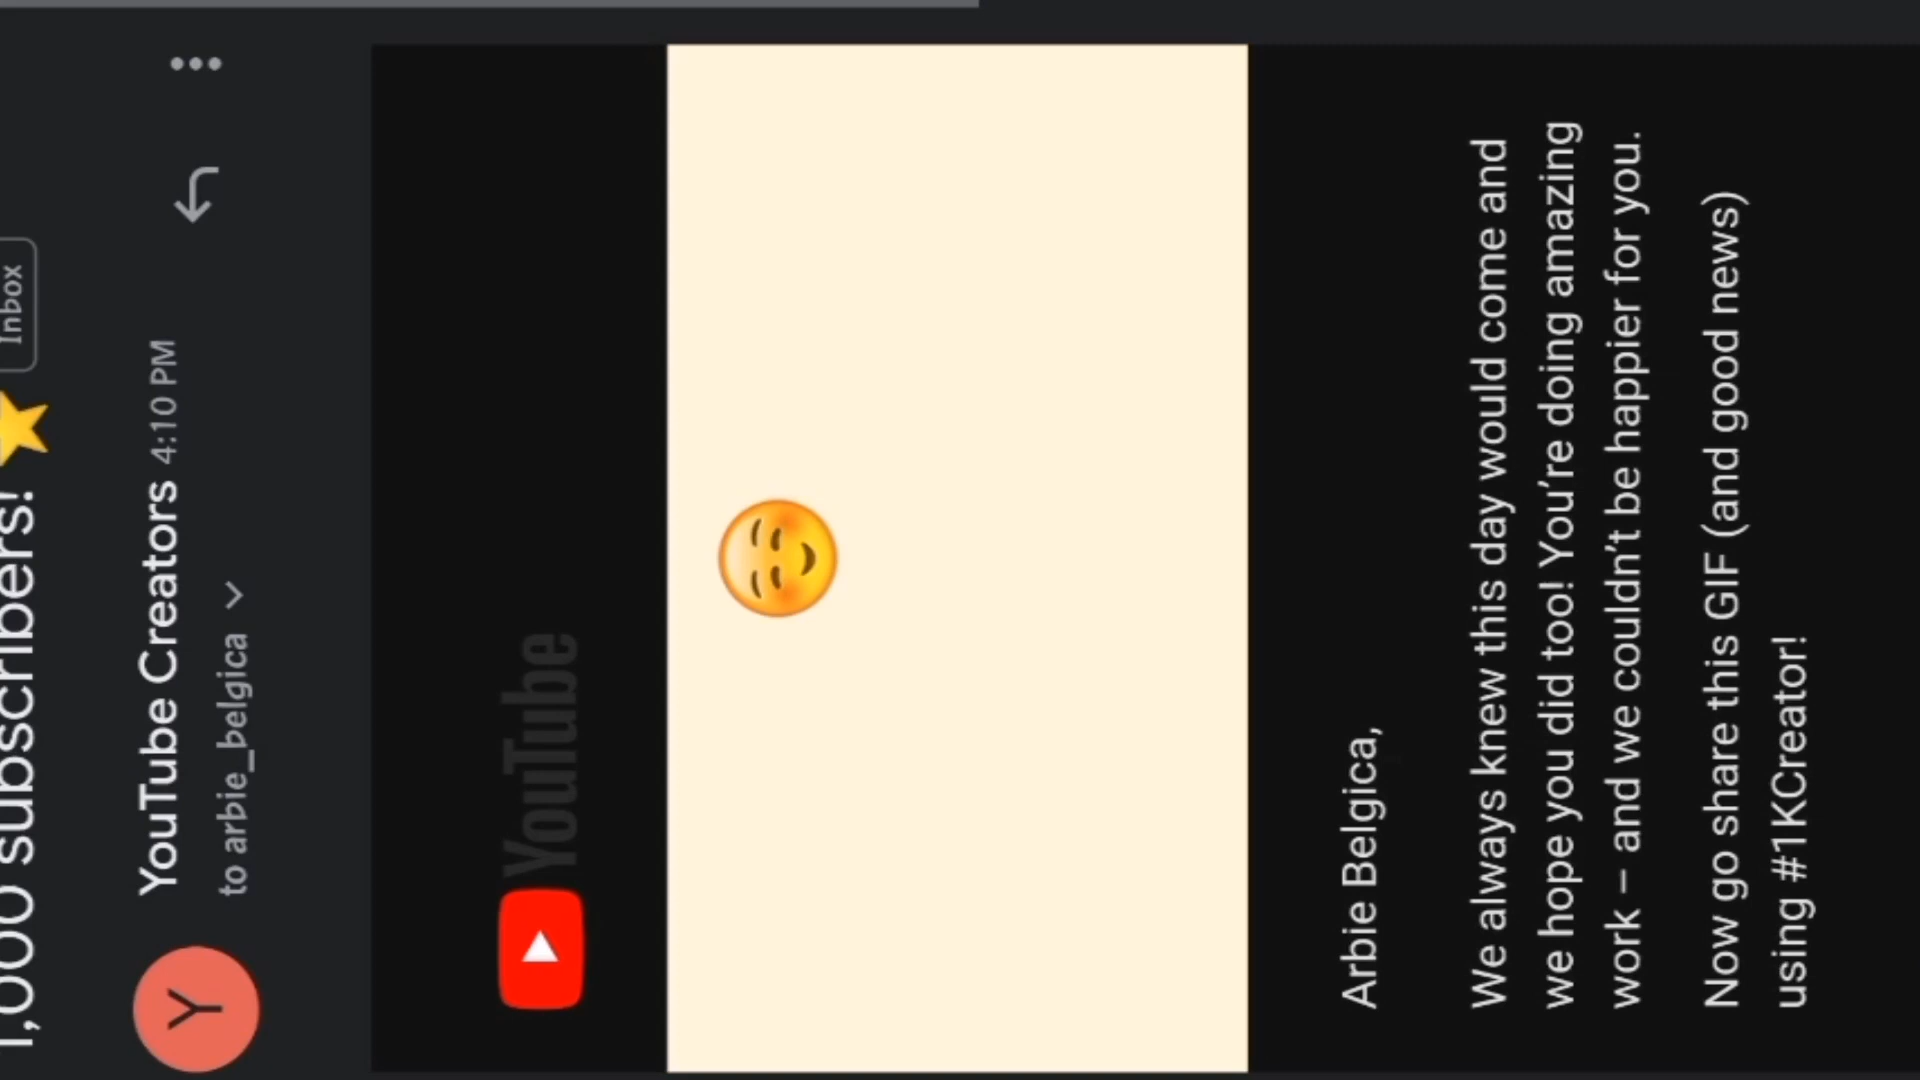 1,000 subscribers! ⭐ Inbox
YouTube Creators 4:10 PM
to arbie_belgica
Y
YouTube
Arbie Belgica,
We always knew this day would come and
we hope you did too! You're doing amazing
work – and we couldn't be happier for you.
Now go share this GIF (and good news)
using #1KCreator!